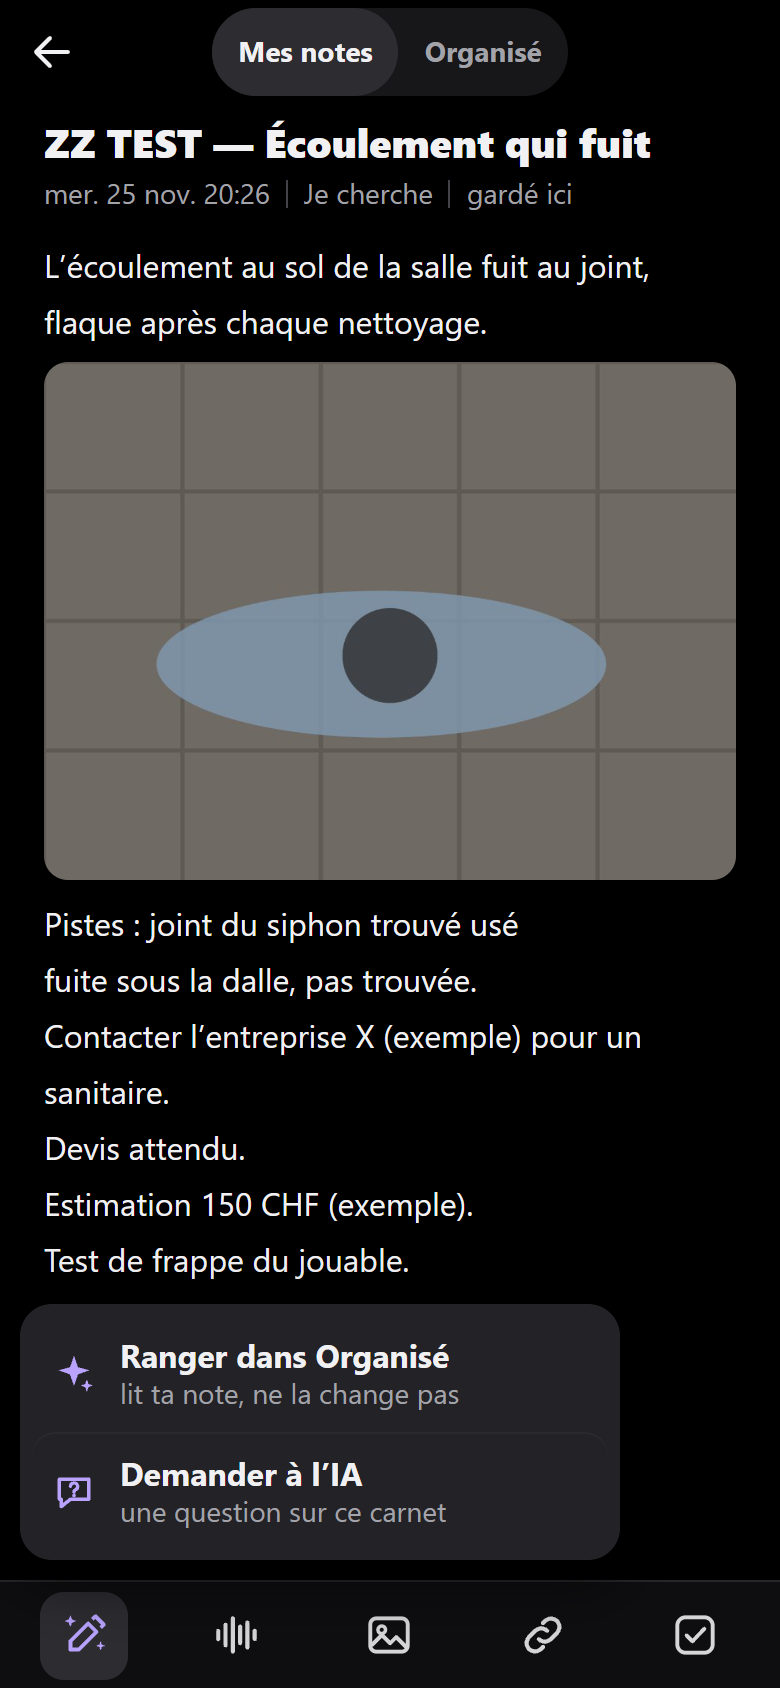 Mes notes
Organisé
ZZ TEST — Écoulement qui fuit
mer. 25 nov. 20:26 | Je cherche | gardé ici
L’écoulement au sol de la salle fuit au joint,
flaque après chaque nettoyage.
Pistes : joint du siphon trouvé usé
fuite sous la dalle, pas trouvée.
Contacter l’entreprise X (exemple) pour un
sanitaire.
Devis attendu.
Estimation 150 CHF (exemple).
Test de frappe du jouable.
Ranger dans Organisé
lit ta note, ne la change pas
Demander à l’IA
une question sur ce carnet